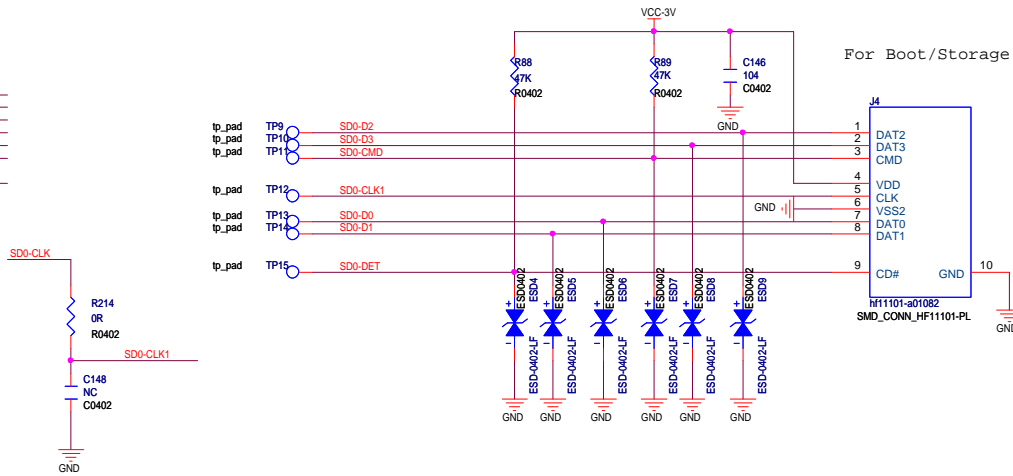 VCC-3V
For Boot/Storage
R88
47K
R0402
R89
47K
R0402
C146
104
C0402
GND
J4
tp_pad TP9 SD0-D2 1 DAT2
tp_pad TP10 SD0-D3 2 DAT3
tp_pad TP11 SD0-CMD 3 CMD
4 VDD
tp_pad TP12 SD0-CLK1 5 CLK
GND 6 VSS2
tp_pad TP13 SD0-D0 7 DAT0
tp_pad TP14 SD0-D1 8 DAT1
tp_pad TP15 SD0-DET 9 CD# GND 10
hf11101-a01082
SMD_CONN_HF11101-PL
GND
SD0-CLK
R214
0R
R0402
SD0-CLK1
C148
NC
C0402
GND
ESD0402
ESD4
ESD-0402-LF
GND
ESD0402
ESD5
ESD-0402-LF
GND
ESD0402
ESD6
ESD-0402-LF
GND
ESD0402
ESD7
ESD-0402-LF
GND
ESD0402
ESD8
ESD-0402-LF
GND
ESD0402
ESD9
ESD-0402-LF
GND